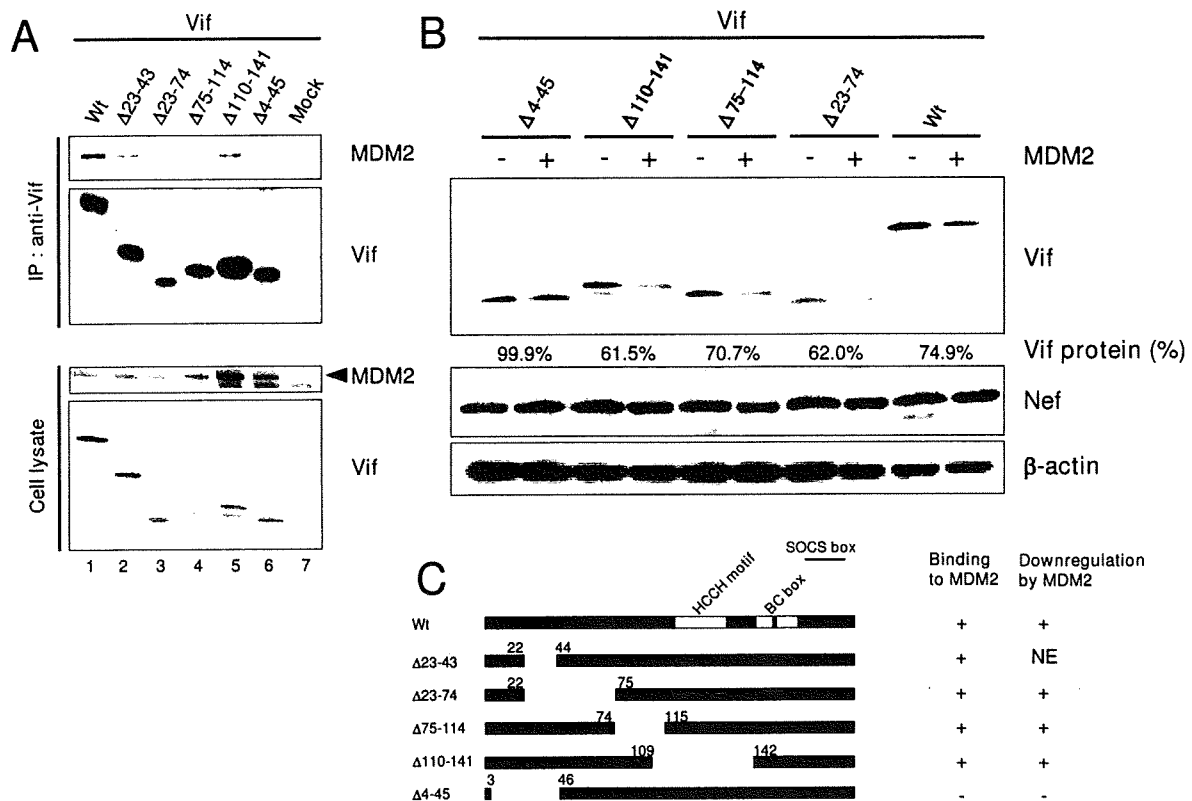 A
Vif
Wt
Δ23-43
Δ23-74
Δ75-114
Δ110-141
Δ4-45
Mock
IP : anti-Vif
MDM2
Vif
Cell lysate
MDM2
Vif
1 2 3 4 5 6 7
B
Vif
Δ4-45
Δ110-141
Δ75-114
Δ23-74
Wt
- + - + - + - + - + MDM2
Vif
99.9% 61.5% 70.7% 62.0% 74.9% Vif protein (%)
Nef
β-actin
C
HCCH motif
BC box
SOCS box
Binding to MDM2
Downregulation by MDM2
Wt + +
22 44
Δ23-43 + NE
22 75
Δ23-74 + +
74 115
Δ75-114 + +
109 142
Δ110-141 + +
3 46
Δ4-45 - -